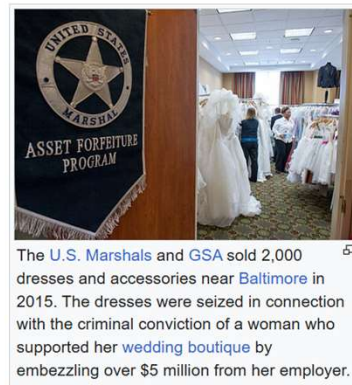 UNITED STATES
MARSHAL
ASSET FORFEITURE
PROGRAM
The U.S. Marshals and GSA sold 2,000
dresses and accessories near Baltimore in
2015. The dresses were seized in connection
with the criminal conviction of a woman who
supported her wedding boutique by
embezzling over $5 million from her employer.